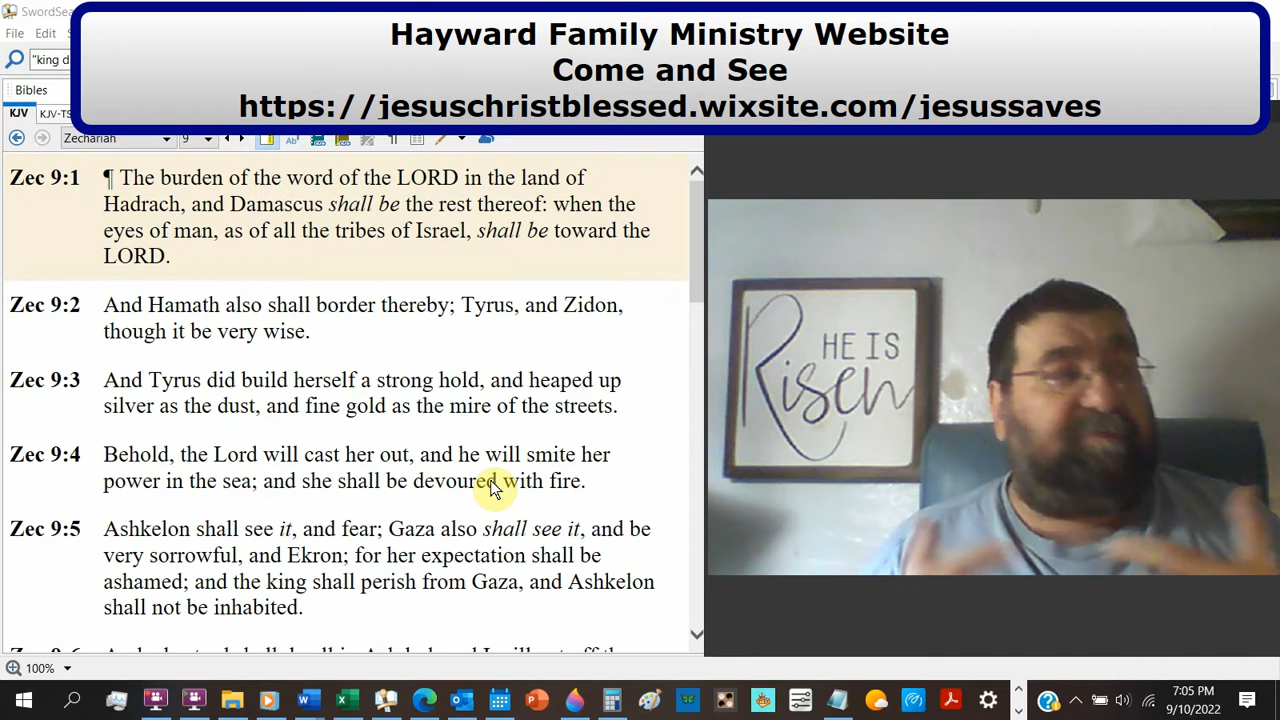 SwordSea
Hayward Family Ministry Website
Come and See
https://jesuschristblessed.wixsite.com/jesussaves
File Edit
"king d
Bibles
KJV KJV-TS
Zechariah 9
Zec 9:1 ¶ The burden of the word of the LORD in the land of
Hadrach, and Damascus shall be the rest thereof: when the
eyes of man, as of all the tribes of Israel, shall be toward the
LORD.
Zec 9:2 And Hamath also shall border thereby; Tyrus, and Zidon,
though it be very wise.
Zec 9:3 And Tyrus did build herself a strong hold, and heaped up
silver as the dust, and fine gold as the mire of the streets.
Zec 9:4 Behold, the Lord will cast her out, and he will smite her
power in the sea; and she shall be devoured with fire.
Zec 9:5 Ashkelon shall see it, and fear; Gaza also shall see it, and be
very sorrowful, and Ekron; for her expectation shall be
ashamed; and the king shall perish from Gaza, and Ashkelon
shall not be inhabited.
HE IS
Risen
100%
7:05 PM
9/10/2022